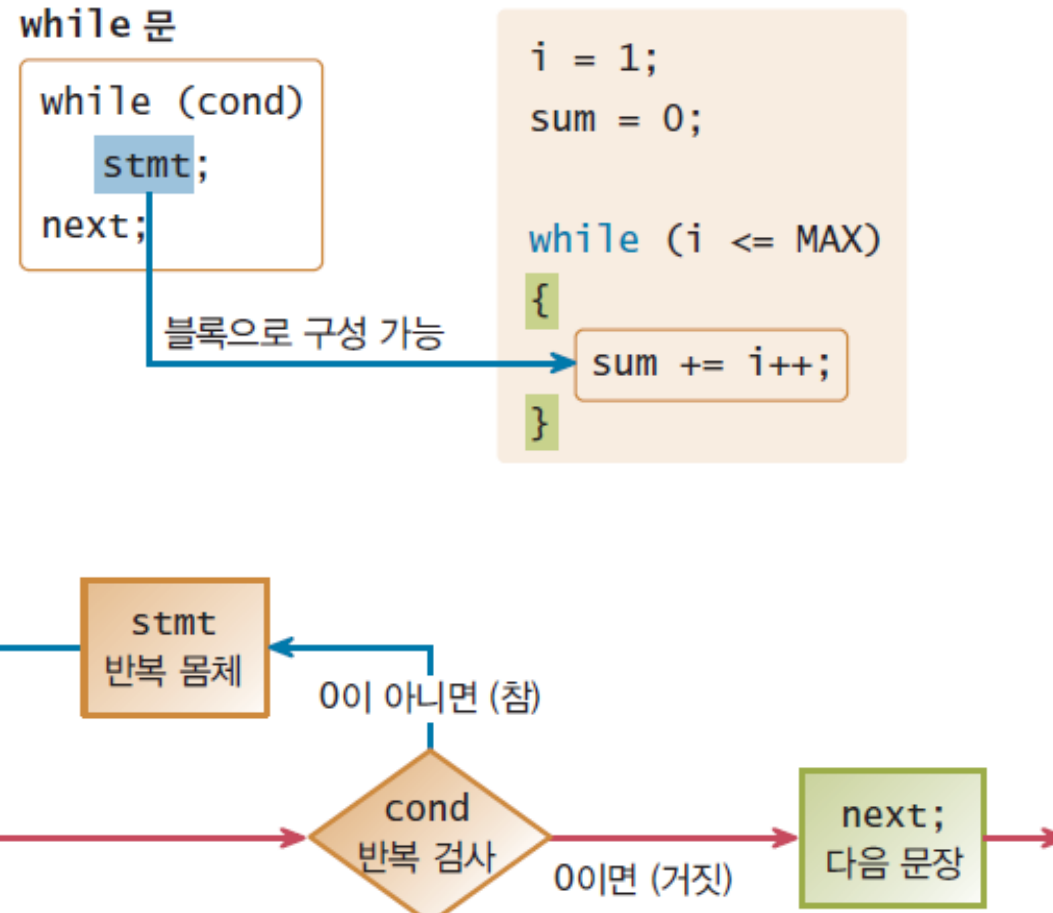 while 문
while (cond)
stmt;
next;
블록으로 구성 가능
i = 1;
sum = 0;
while (i <= MAX)
{
sum += i++;
}
stmt
반복 몸체
0이 아니면 (참)
cond
반복 검사
0이면 (거짓)
next;
다음 문장